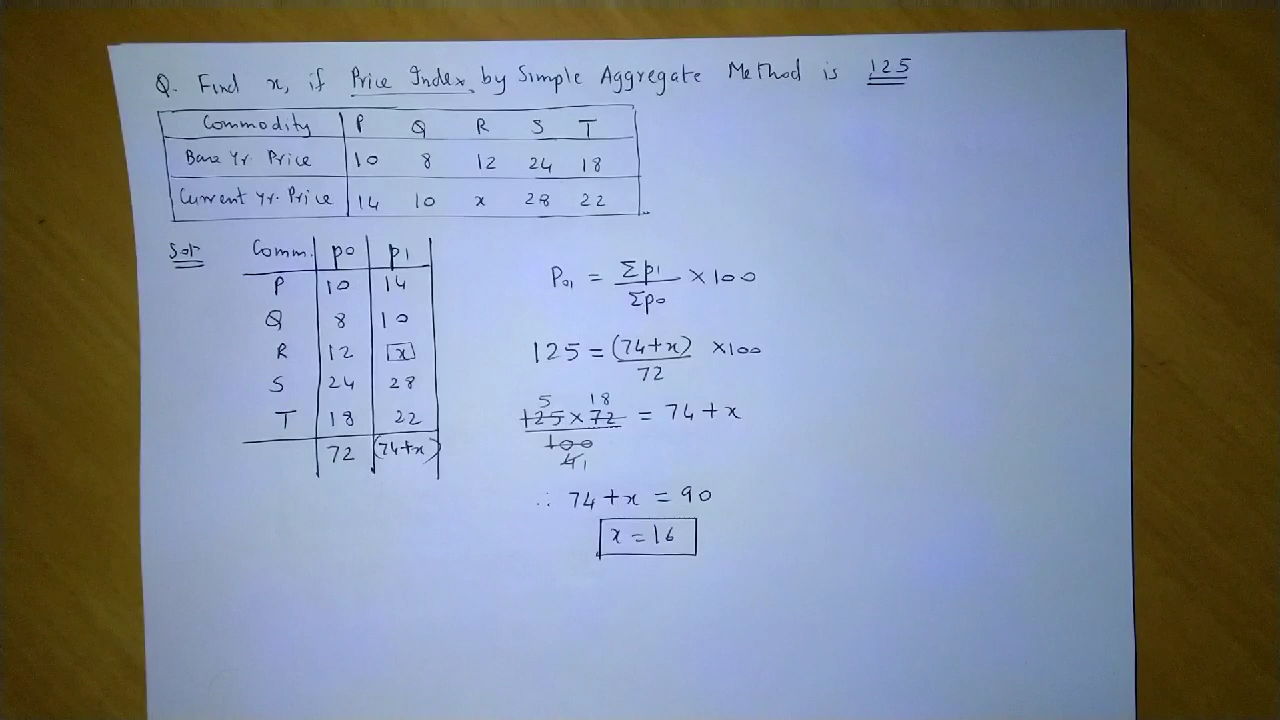 Q. Find x, if Price Index by Simple Aggregate Method is 125
Commodity P Q R S T
Base Yr. Price 10 8 12 24 18
Current Yr. Price 14 10 x 28 22
Solⁿ
Comm. p0 p1
P 10 14
Q 8 10
R 12 x
S 24 28
T 18 22
72 (74+x)
P01 = Σp1/Σp0 × 100
125 = (74+x)/72 × 100
5 18
125 × 72 = 74 + x
100
4 1
∴ 74 + x = 90
x = 16